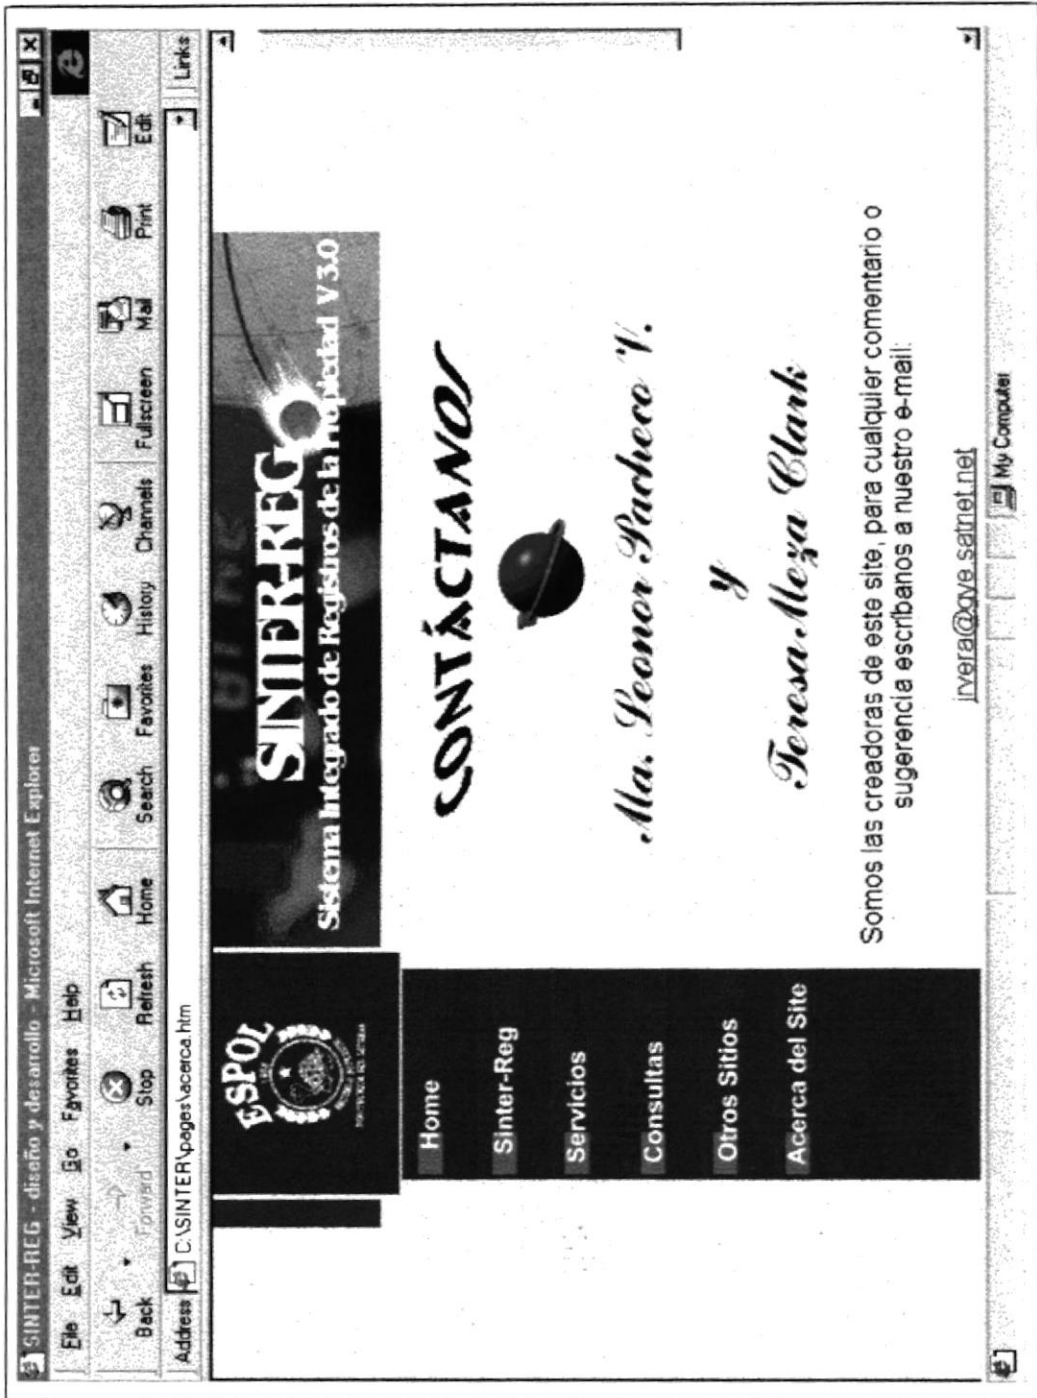 SINTER-REG - diseño y desarrollo - Microsoft Internet Explorer
File Edit View Go Favorites Help
Back Forward Stop Refresh Home Search Favorites History Channels Fullscreen Mail Print Edit
Address C:\SINTER\pages\acerca.htm Links
ESPOL
SINTER-REG
Sistema Integrado de Registros de la Propiedad V 3.0
Home
Sinter-Reg
Servicios
Consultas
Otros Sitios
Acerca del Site
CONTÁCTANOS
Ma. Leonor Pacheco V.
y
Teresa Meza Clark
Somos las creadoras de este site, para cualquier comentario o
sugerencia escríbanos a nuestro e-mail:
jrvera@gye.satnet.net
My Computer